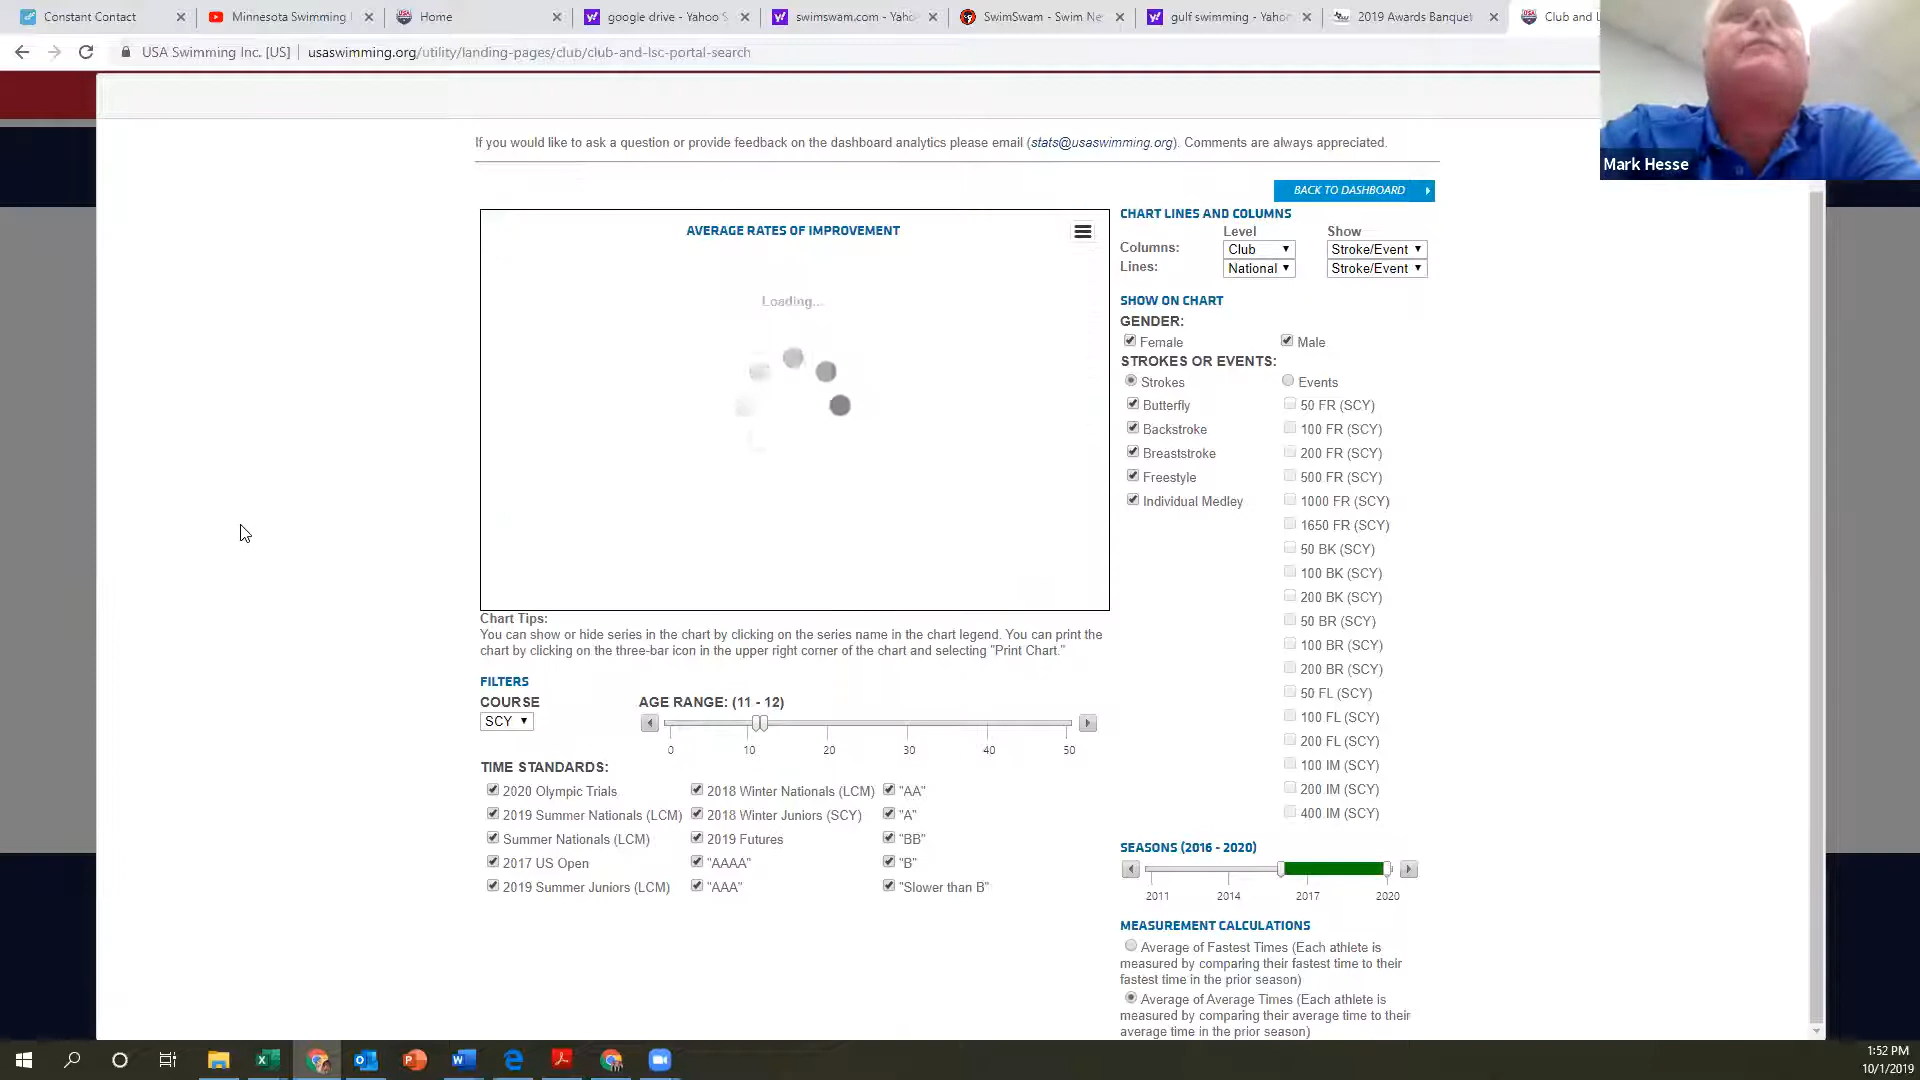 Constant Contact
Minnesota Swimming
Home
google drive - Yahoo S
swimswam.com - Yaho
SwimSwam - Swim Ne
gulf swimming - Yahoo
2019 Awards Banquet
Club and L
USA Swimming Inc. [US]
usaswimming.org/utility/landing-pages/club/club-and-lsc-portal-search
Mark Hesse
If you would like to ask a question or provide feedback on the dashboard analytics please email (stats@usaswimming.org). Comments are always appreciated.
BACK TO DASHBOARD
AVERAGE RATES OF IMPROVEMENT
Loading...
Chart Tips:
You can show or hide series in the chart by clicking on the series name in the chart legend. You can print the
chart by clicking on the three-bar icon in the upper right corner of the chart and selecting "Print Chart."
FILTERS
COURSE
SCY
AGE RANGE: (11 - 12)
0 10 20 30 40 50
TIME STANDARDS:
2020 Olympic Trials
2019 Summer Nationals (LCM)
Summer Nationals (LCM)
2017 US Open
2019 Summer Juniors (LCM)
2018 Winter Nationals (LCM)
2018 Winter Juniors (SCY)
2019 Futures
"AAAA"
"AAA"
"AA"
"A"
"BB"
"B"
"Slower than B"
CHART LINES AND COLUMNS
Level Show
Columns: Club Stroke/Event
Lines: National Stroke/Event
SHOW ON CHART
GENDER:
Female Male
STROKES OR EVENTS:
Strokes
Butterfly
Backstroke
Breaststroke
Freestyle
Individual Medley
Events
50 FR (SCY)
100 FR (SCY)
200 FR (SCY)
500 FR (SCY)
1000 FR (SCY)
1650 FR (SCY)
50 BK (SCY)
100 BK (SCY)
200 BK (SCY)
50 BR (SCY)
100 BR (SCY)
200 BR (SCY)
50 FL (SCY)
100 FL (SCY)
200 FL (SCY)
100 IM (SCY)
200 IM (SCY)
400 IM (SCY)
SEASONS (2016 - 2020)
2011 2014 2017 2020
MEASUREMENT CALCULATIONS
Average of Fastest Times (Each athlete is
measured by comparing their fastest time to their
fastest time in the prior season)
Average of Average Times (Each athlete is
measured by comparing their average time to their
average time in the prior season)
1:52 PM
10/1/2019